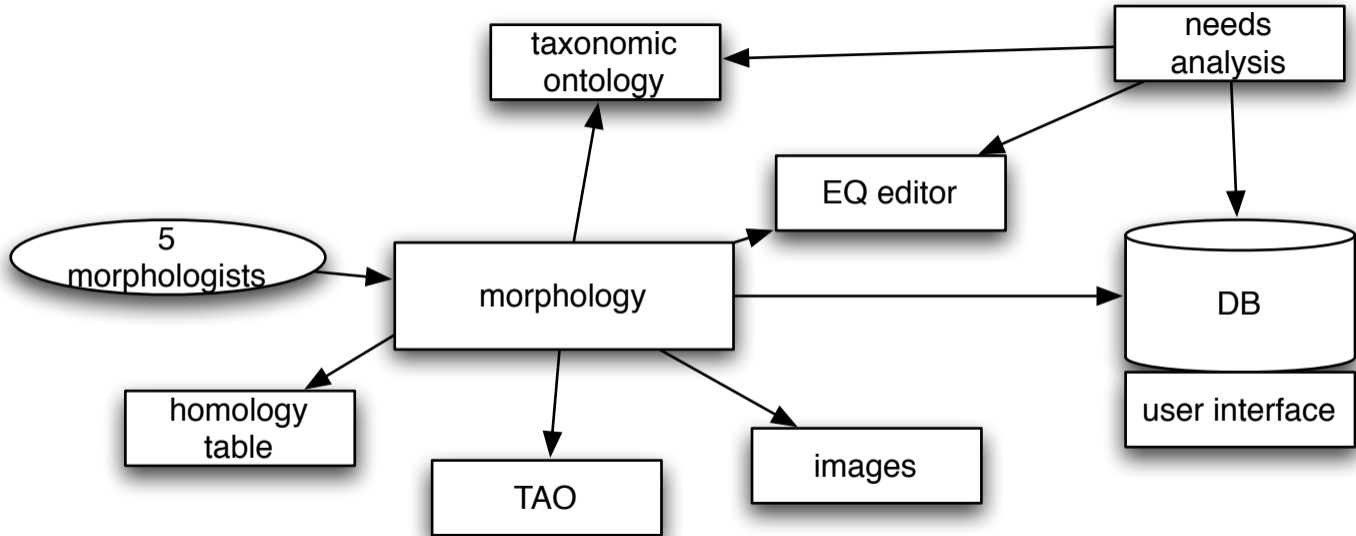 taxonomic
ontology
needs
analysis
EQ editor
5
morphologists
morphology
DB
user interface
homology
table
TAO
images